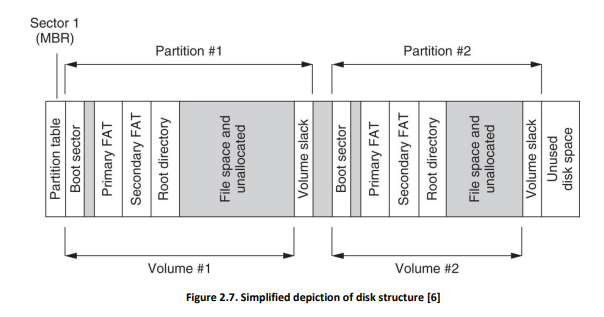 Sector 1
(MBR)
Partition #1
Partition #2
Partition table
Boot sector
Primary FAT
Secondary FAT
Root directory
File space and
unallocated
Volume slack
Boot sector
Primary FAT
Secondary FAT
Root directory
File space and
unallocated
Volume slack
Unused
disk space
Volume #1
Volume #2
Figure 2.7. Simplified depiction of disk structure [6]